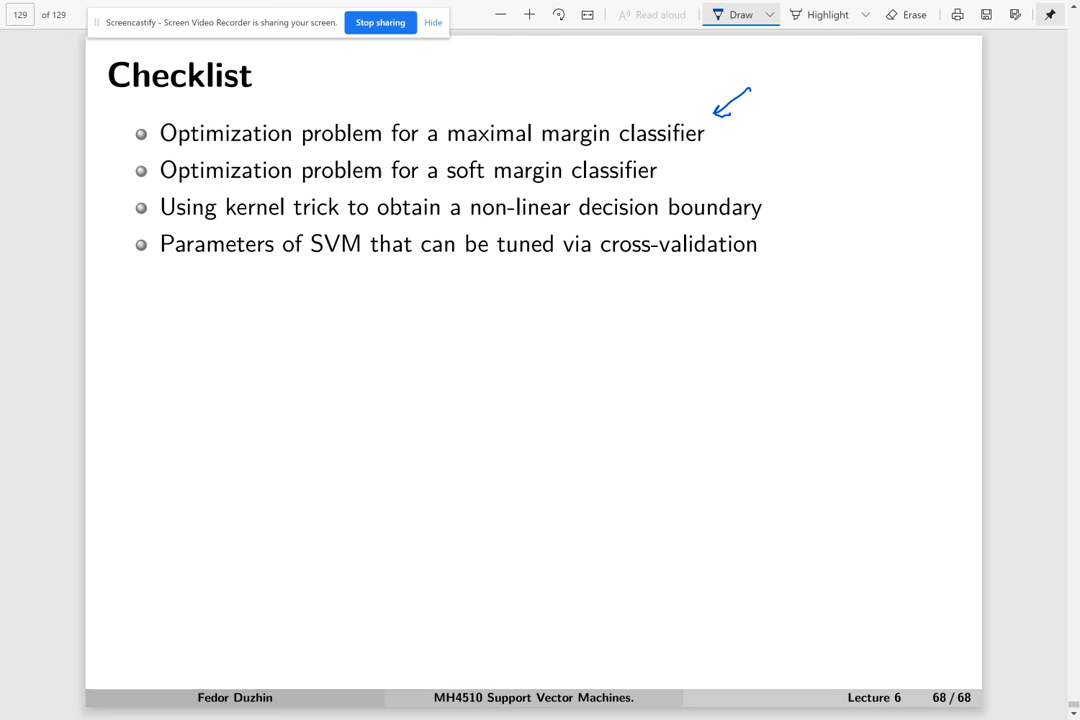 129 of 129
Screencastify - Screen Video Recorder is sharing your screen. Stop sharing Hide
Read aloud Draw Highlight Erase
Checklist
Optimization problem for a maximal margin classifier
Optimization problem for a soft margin classifier
Using kernel trick to obtain a non-linear decision boundary
Parameters of SVM that can be tuned via cross-validation
Fedor Duzhin MH4510 Support Vector Machines. Lecture 6 68 / 68